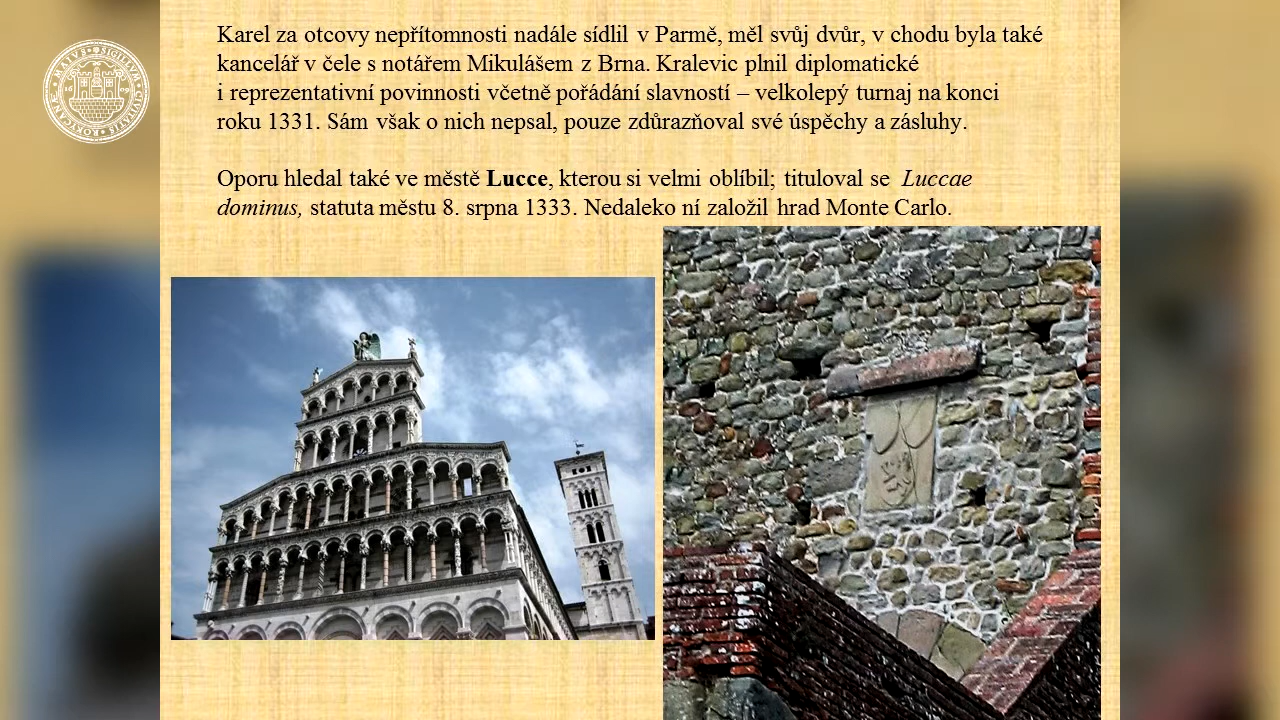 Karel za otcovy nepřítomnosti nadále sídlil v Parmě, měl svůj dvůr, v chodu byla také
kancelář v čele s notářem Mikulášem z Brna. Kralevic plnil diplomatické
i reprezentativní povinnosti včetně pořádání slavností – velkolepý turnaj na konci
roku 1331. Sám však o nich nepsal, pouze zdůrazňoval své úspěchy a zásluhy.
Oporu hledal také ve městě Lucce, kterou si velmi oblíbil; tituloval se Luccae
dominus, statuta městu 8. srpna 1333. Nedaleko ní založil hrad Monte Carlo.